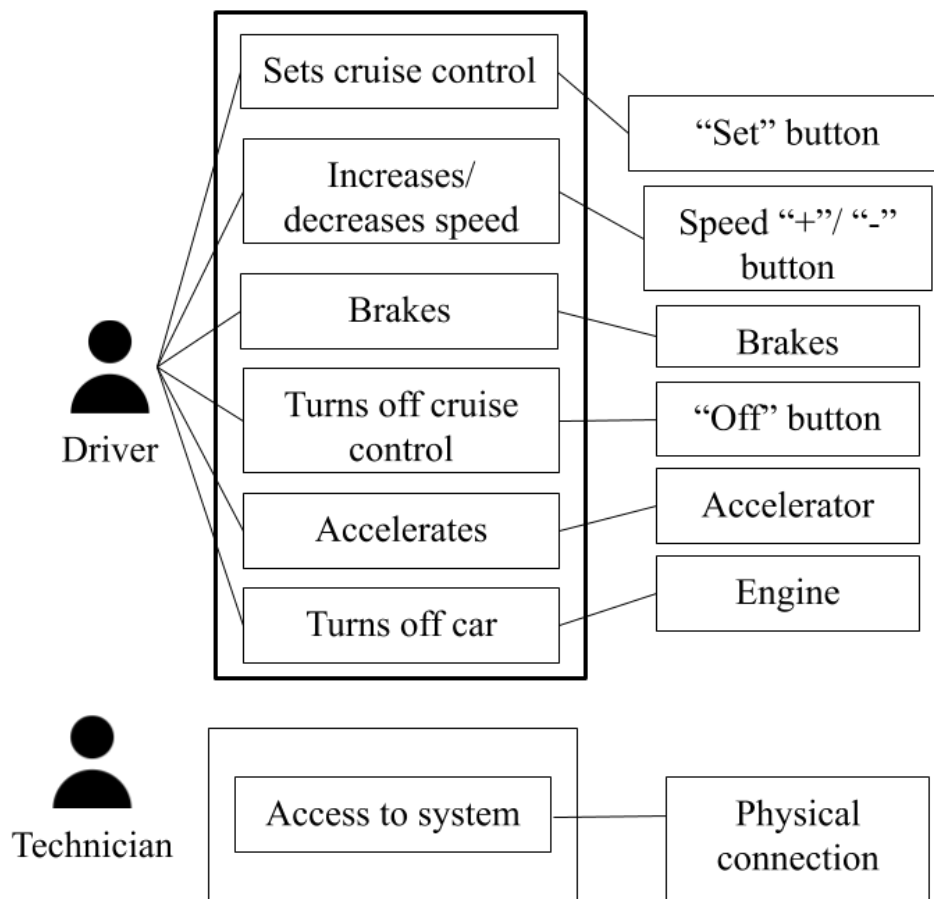 Sets cruise control
“Set” button
Increases/
decreases speed
Speed “+”/ “-”
button
Brakes
Brakes
Driver
Turns off cruise
control
“Off” button
Accelerates
Accelerator
Turns off car
Engine
Technician
Access to system
Physical
connection